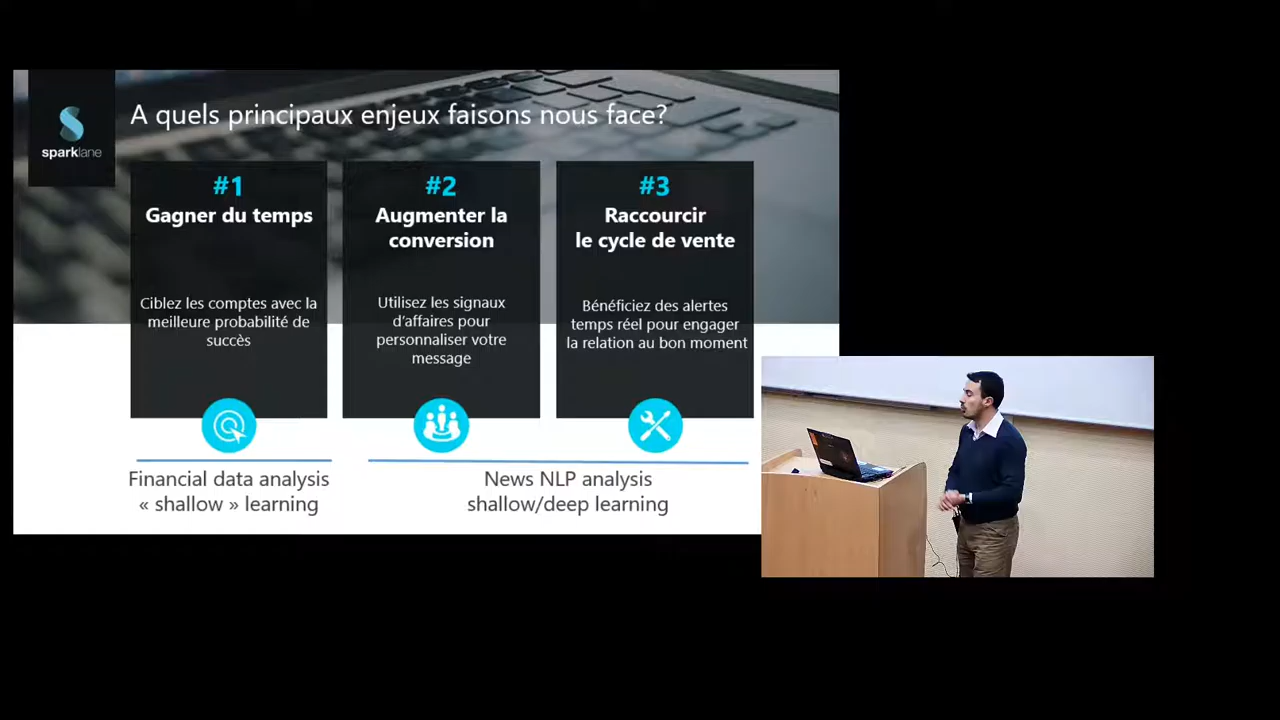 A quels principaux enjeux faisons nous face?
sparklane
#1
Gagner du temps
Ciblez les comptes avec la
meilleure probabilité de
succès
#2
Augmenter la
conversion
Utilisez les signaux
d'affaires pour
personnaliser votre
message
#3
Raccourcir
le cycle de vente
Bénéficiez des alertes
temps réel pour engager
la relation au bon moment
Financial data analysis
« shallow » learning
News NLP analysis
shallow/deep learning